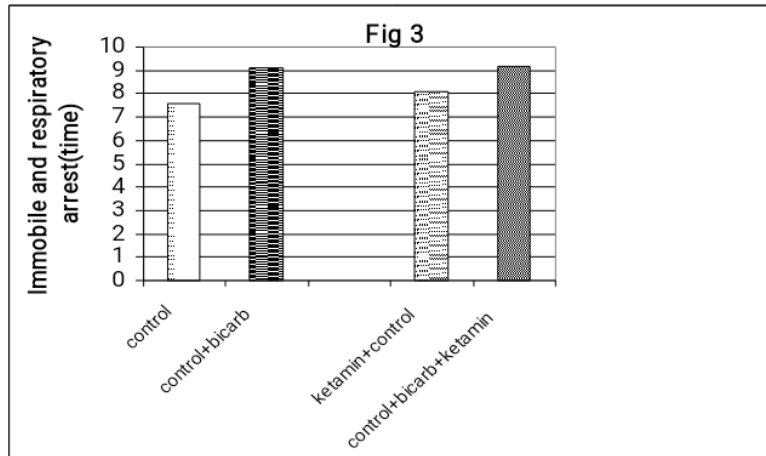 Fig 3
Immobile and respiratory
arrest(time)
10
9
8
7
6
5
4
3
2
1
0
control
control+bicarb
ketamin+control
control+bicarb+ketamin